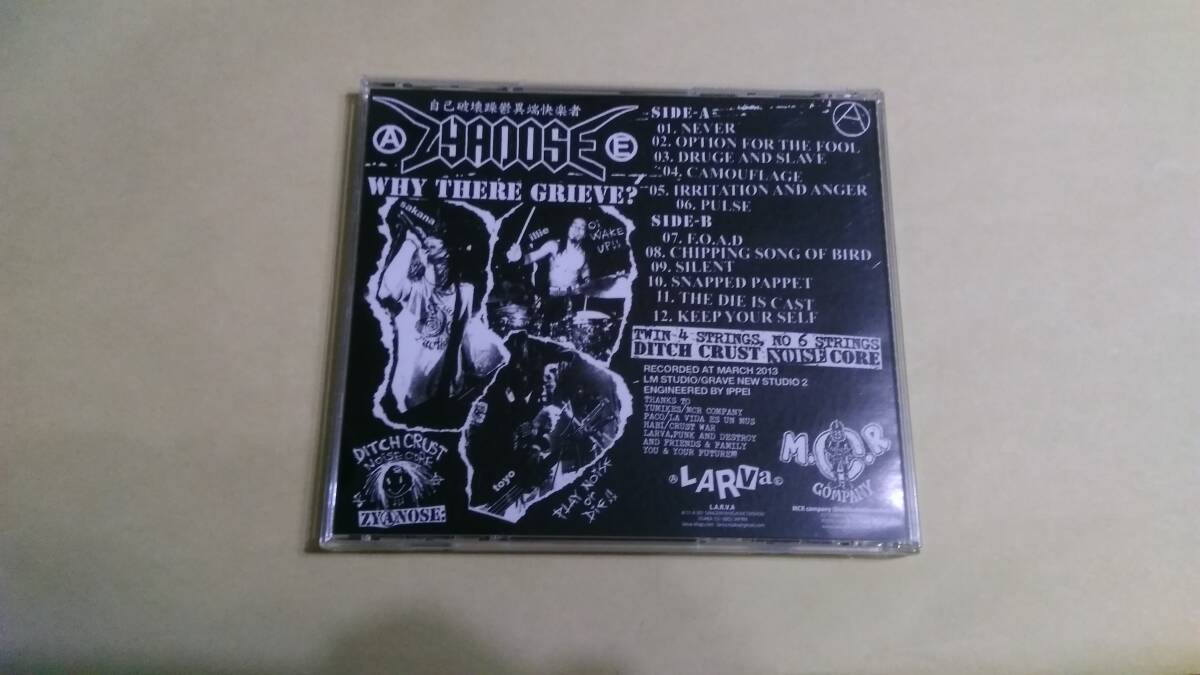 自己破壊躁鬱異端快楽者
A ZYANOSE E
WHY THERE GRIEVE?
sakana
illie
Oi WAKE UP!!
toyo
PLAY NOISE OR DIE!!
DITCH CRUST
NOISE CORE
ZYANOSE.
A
SIDE-A
01. NEVER
02. OPTION FOR THE FOOL
03. DRUGE AND SLAVE
04. CAMOUFLAGE
05. IRRITATION AND ANGER
06. PULSE
SIDE-B
07. F.O.A.D
08. CHIPPING SONG OF BIRD
09. SILENT
10. SNAPPED PAPPET
11. THE DIE IS CAST
12. KEEP YOUR SELF
TWIN 4 STRINGS, NO 6 STRINGS
DITCH CRUST NOISE CORE
RECORDED AT MARCH 2013
LM STUDIO/GRAVE NEW STUDIO 2
ENGINEERED BY IPPEI
THANKS TO
YUMIKES/MCR COMPANY
PACO/LA VIDA ES UN MUS
HABI/CRUST WAR
LARVA,FUNK AND DESTROY
AND FRIENDS & FAMILY
YOU & YOUR FUTURE!!!
LARVa
L.A.R.V.A
M.C.R
COMPANY
MCR company